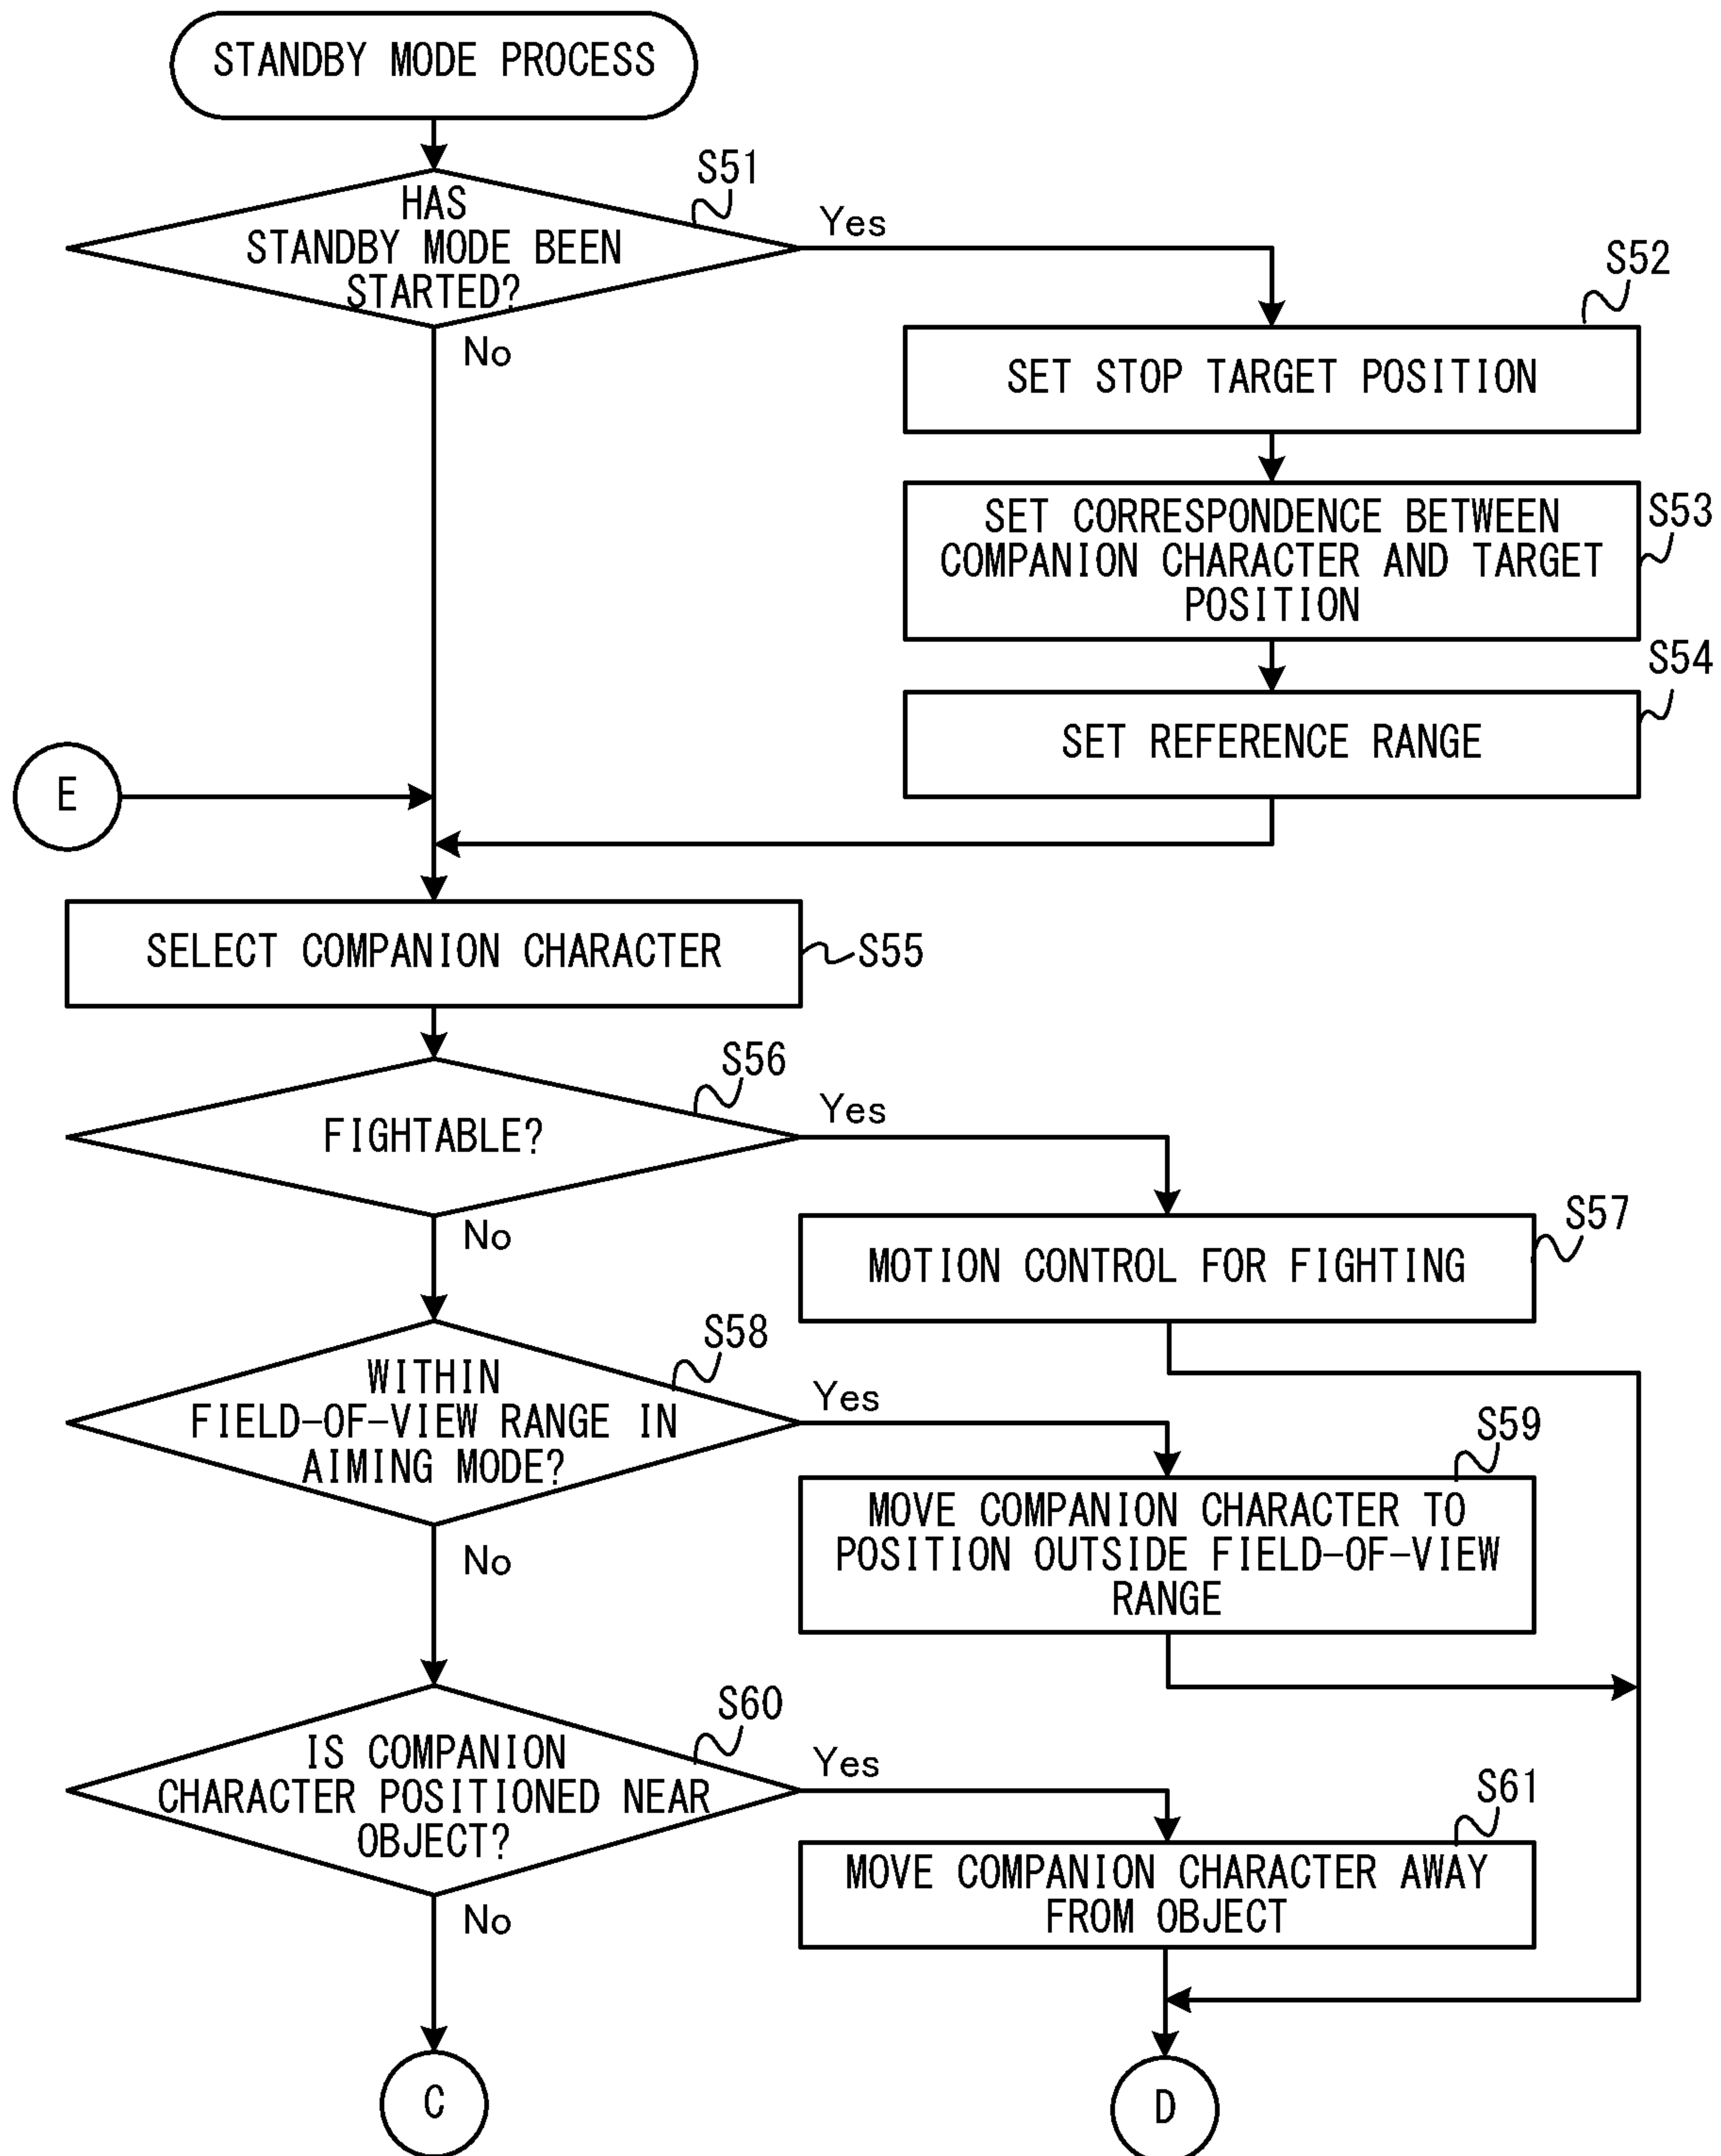 STANDBY MODE PROCESS
S51
HAS
STANDBY MODE BEEN
STARTED?
Yes
No
S52
SET STOP TARGET POSITION
S53
SET CORRESPONDENCE BETWEEN
COMPANION CHARACTER AND TARGET
POSITION
S54
SET REFERENCE RANGE
E
SELECT COMPANION CHARACTER
S55
S56
FIGHTABLE?
Yes
No
S57
MOTION CONTROL FOR FIGHTING
S58
WITHIN
FIELD-OF-VIEW RANGE IN
AIMING MODE?
Yes
No
S59
MOVE COMPANION CHARACTER TO
POSITION OUTSIDE FIELD-OF-VIEW
RANGE
S60
IS COMPANION
CHARACTER POSITIONED NEAR
OBJECT?
Yes
No
S61
MOVE COMPANION CHARACTER AWAY
FROM OBJECT
C
D